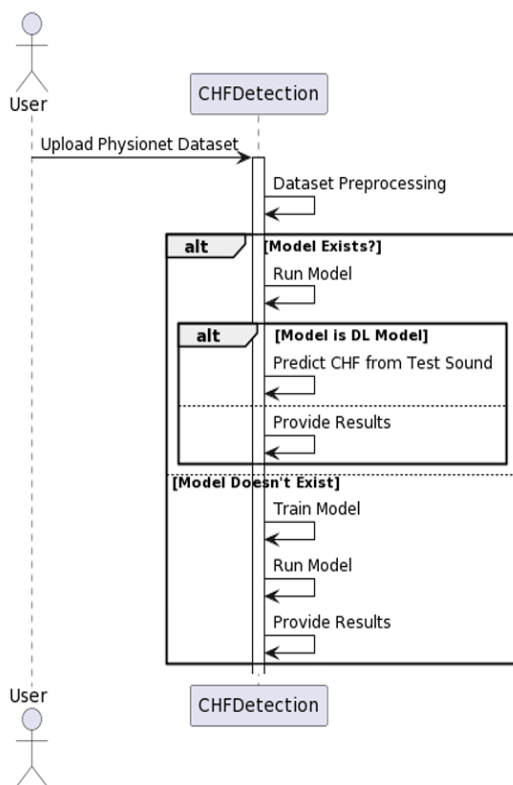 User
CHFDetection
Upload Physionet Dataset
Dataset Preprocessing
alt [Model Exists?]
Run Model
alt [Model is DL Model]
Predict CHF from Test Sound
Provide Results
[Model Doesn't Exist]
Train Model
Run Model
Provide Results
User
CHFDetection